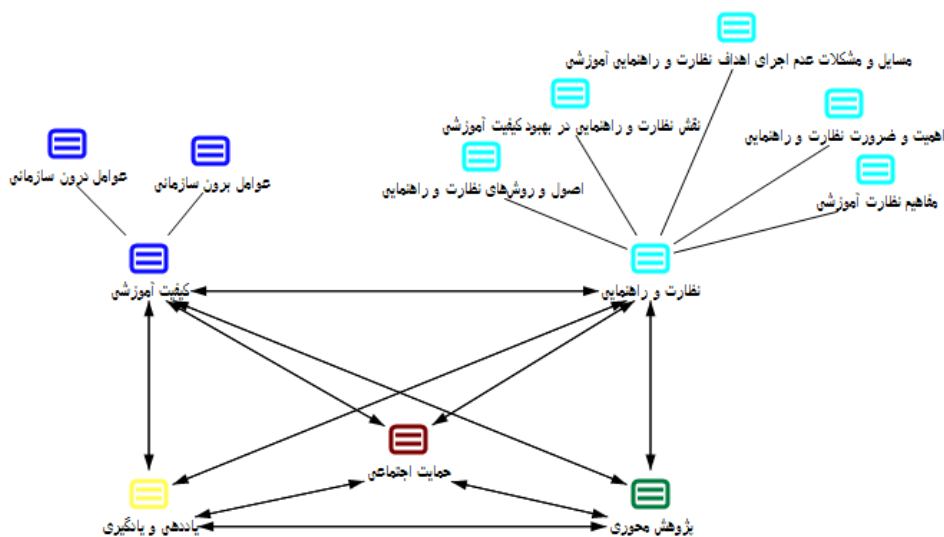 مسایل و مشکلات عدم اجرای اهداف نظارت و راهنمایی آموزشی
نقش نظارت و راهنمایی در بهبود کیفیت آموزشی
اهمیت و ضرورت نظارت و راهنمایی
عوامل برون سازمانی
عوامل درون سازمانی
اصول و روش‌های نظارت و راهنمایی
مفاهیم نظارت آموزشی
نظارت و راهنمایی
کیفیت آموزشی
حمایت اجتماعی
پژوهش محوری
یاددهی و یادگیری